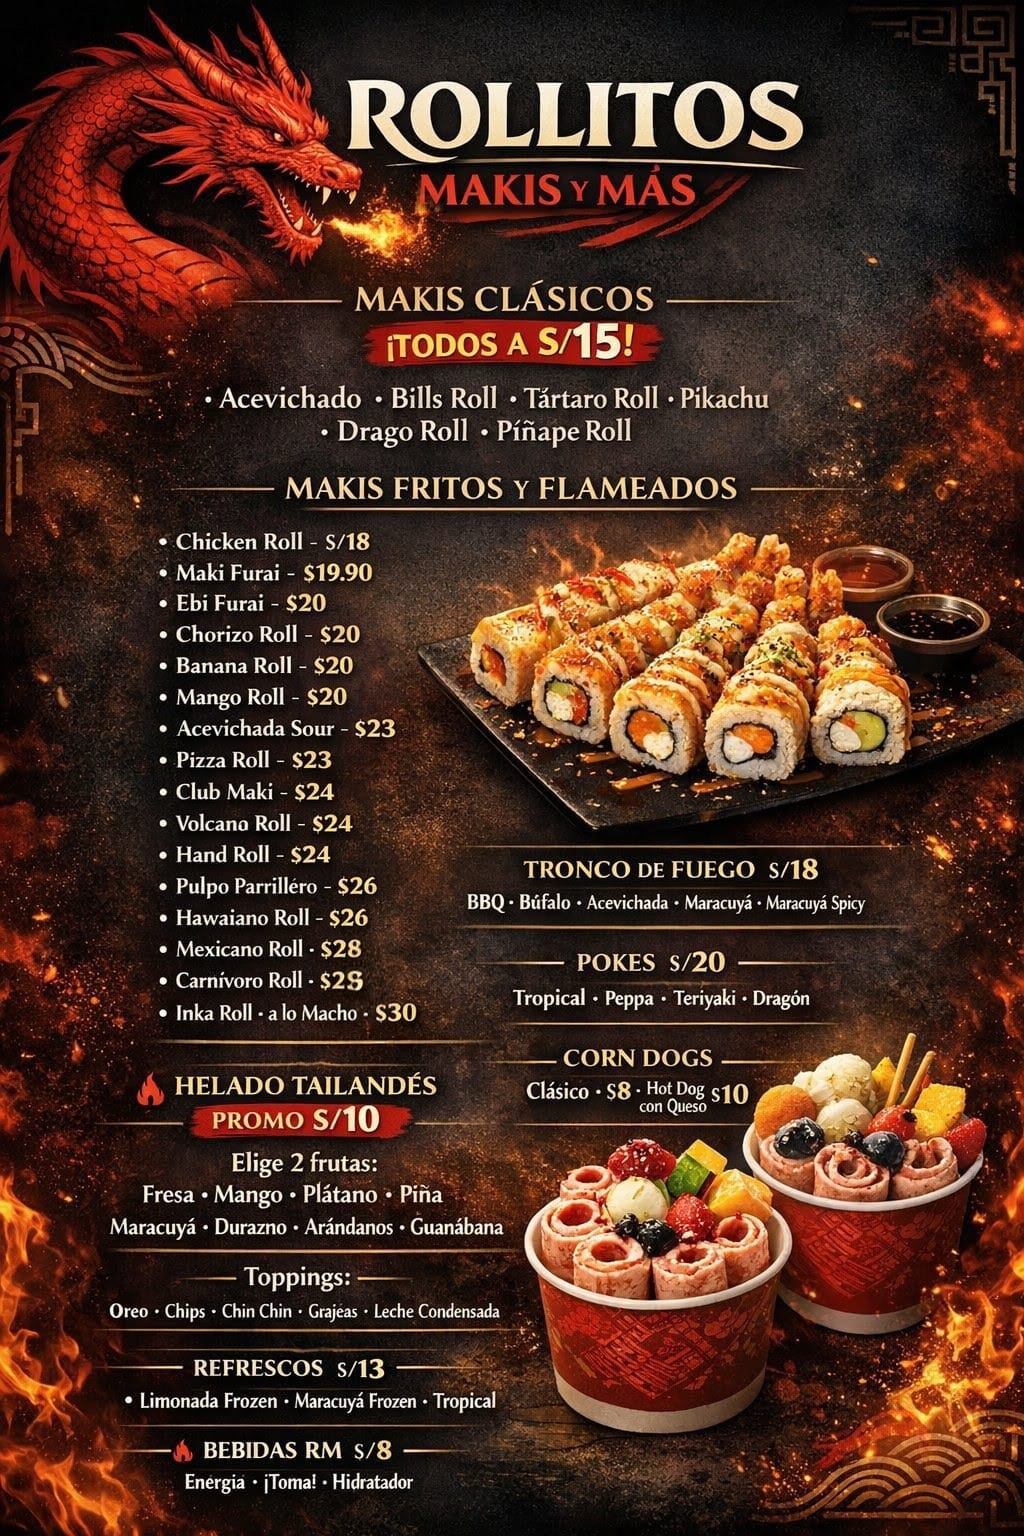 ROLLITOS
MAKIS Y MÁS
MAKIS CLÁSICOS
¡TODOS A S/15!
• Acevichado • Bills Roll • Tártaro Roll • Pikachu
• Drago Roll • Píñape Roll
MAKIS FRITOS Y FLAMEADOS
• Chicken Roll - S/18
• Maki Furai - $19.90
• Ebi Furai - $20
• Chorizo Roll - $20
• Banana Roll - $20
• Mango Roll - $20
• Acevichada Sour - $23
• Pizza Roll - $23
• Club Maki - $24
• Volcano Roll - $24
• Hand Roll - $24
• Pulpo Parrilléro - $26
• Hawaiano Roll - $26
• Mexicano Roll · $28
• Carnívoro Roll ·
• Inka Roll · a lo Macho · $30
TRONCO DE FUEGO S/18
BBQ · Búfalo · Acevichada · Maracuyá · Maracuyá Spicy
POKES S/20
Tropical · Peppa · Teriyaki · Dragón
CORN DOGS
Clásico · $8 · Hot Dog con Queso $10
HELADO TAILANDÉS
PROMO S/10
Elige 2 frutas:
Fresa • Mango • Plátano • Piña
Maracuyá · Durazno · Arándanos · Guanábana
Toppings:
Oreo · Chips · Chin Chin · Grajeas · Leche Condensada
REFRESCOS S/13
• Limonada Frozen · Maracuyá Frozen · Tropical
BEBIDAS RM S/8
Energia · ¡Toma! · Hidratador